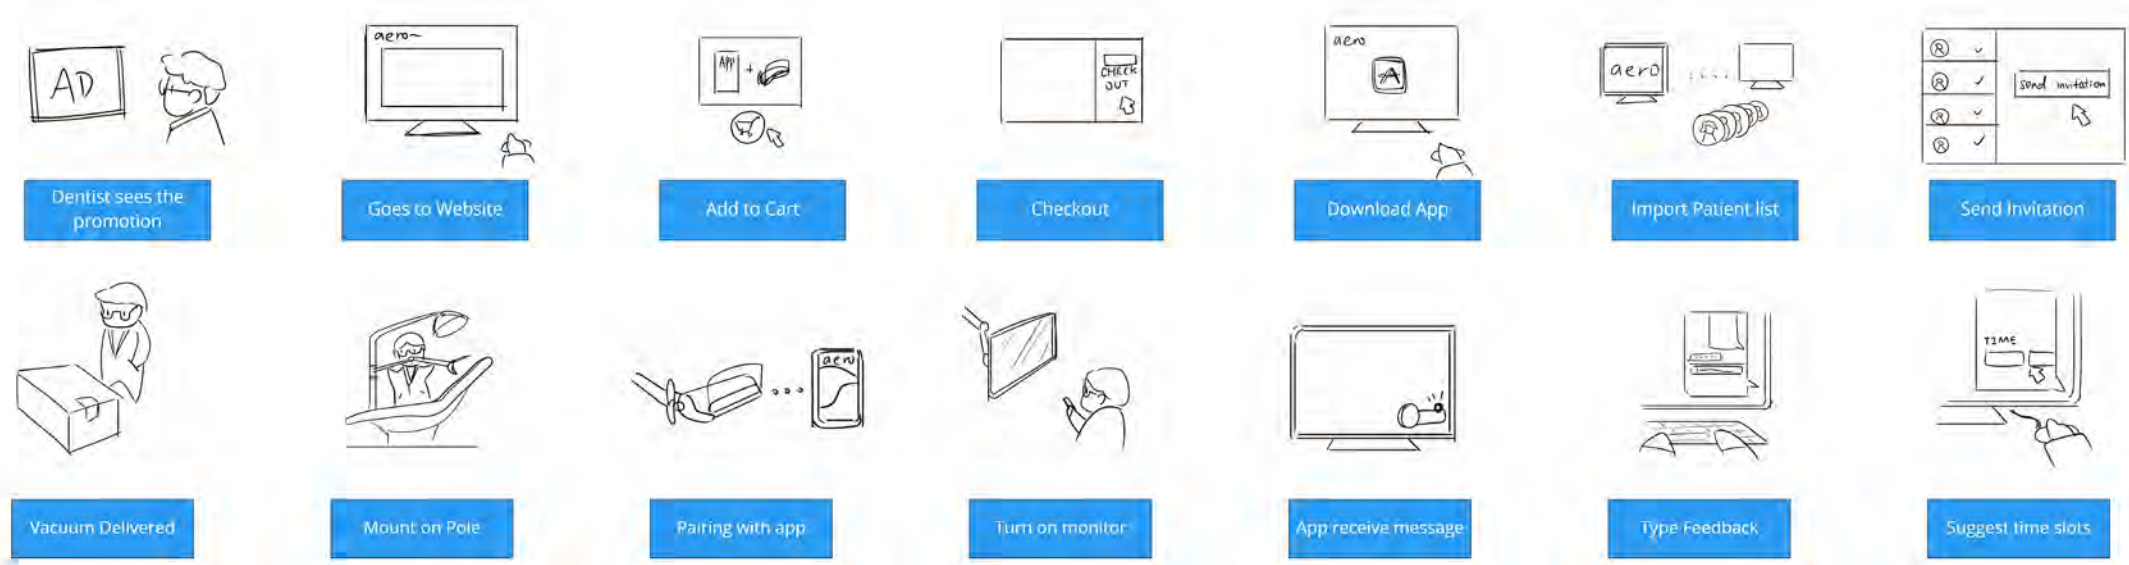 AD
aero~
APP +
CHECK
OUT
aero
A
aero
send invitation
Dentist sees the
promotion
Goes to Website
Add to Cart
Checkout
Download App
Import Patient list
Send Invitation
aero
TIME
Vacuum Delivered
Mount on Pole
Pairing with app
Turn on monitor
App receive message
Type Feedback
Suggest time slots